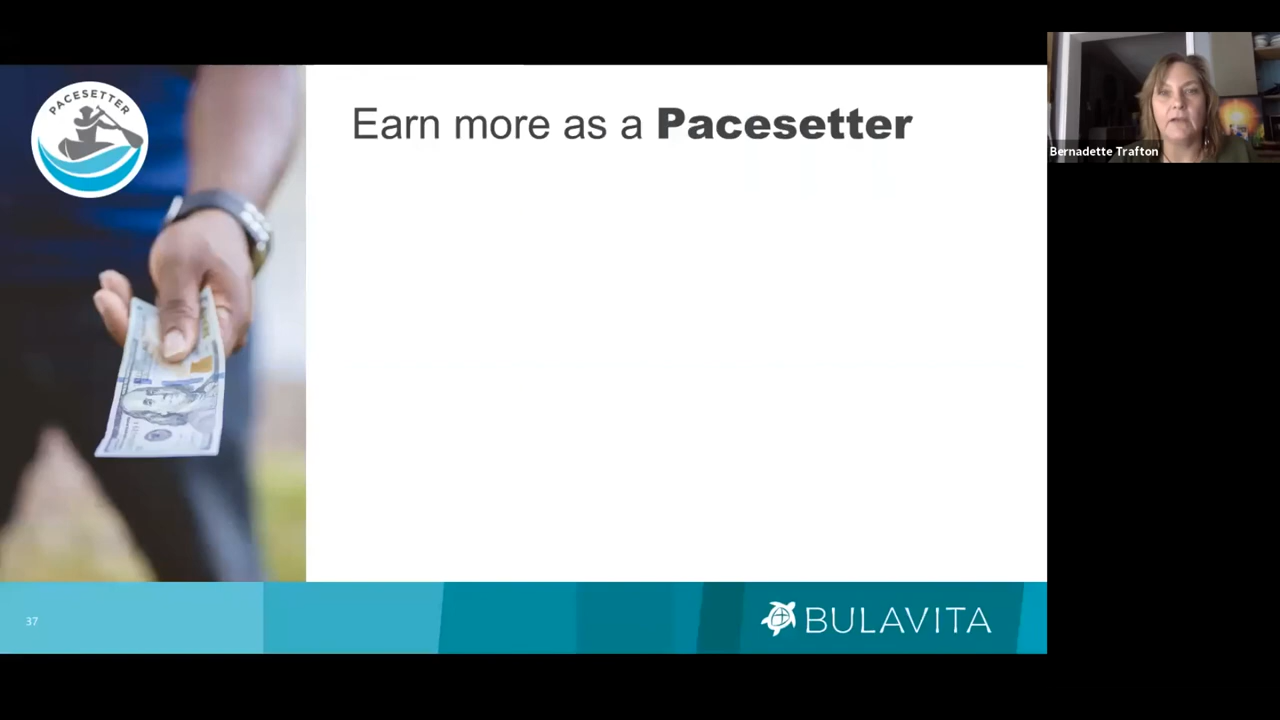 PACESETTER
Earn more as a Pacesetter
Bernadette Trafton
37
BULAVITA